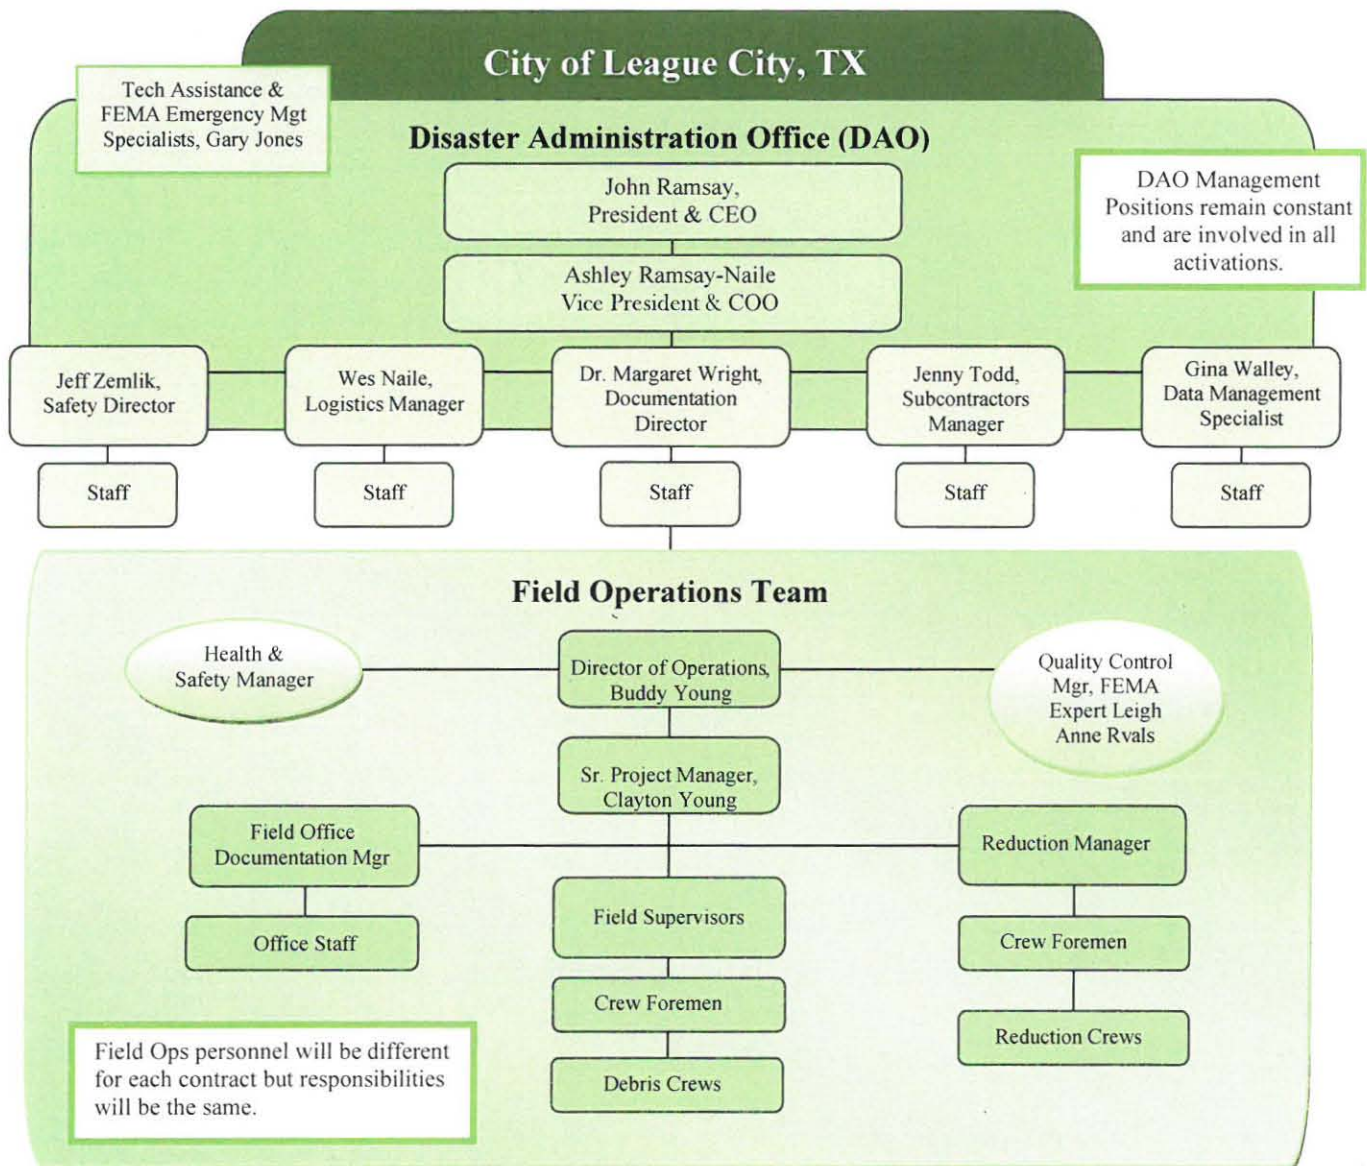 City of League City, TX
Tech Assistance &
FEMA Emergency Mgt
Specialists, Gary Jones
Disaster Administration Office (DAO)
John Ramsay,
President & CEO
DAO Management
Positions remain constant
and are involved in all
activations.
Ashley Ramsay-Naile
Vice President & COO
Jeff Zemlik,
Safety Director
Wes Naile,
Logistics Manager
Dr. Margaret Wright,
Documentation
Director
Jenny Todd,
Subcontractors
Manager
Gina Walley,
Data Management
Specialist
Staff
Staff
Staff
Staff
Staff
Field Operations Team
Health &
Safety Manager
Director of Operations,
Buddy Young
Quality Control
Mgr, FEMA
Expert Leigh
Anne Rvals
Sr. Project Manager,
Clayton Young
Field Office
Documentation Mgr
Reduction Manager
Office Staff
Field Supervisors
Crew Foremen
Crew Foremen
Reduction Crews
Debris Crews
Field Ops personnel will be different
for each contract but responsibilities
will be the same.